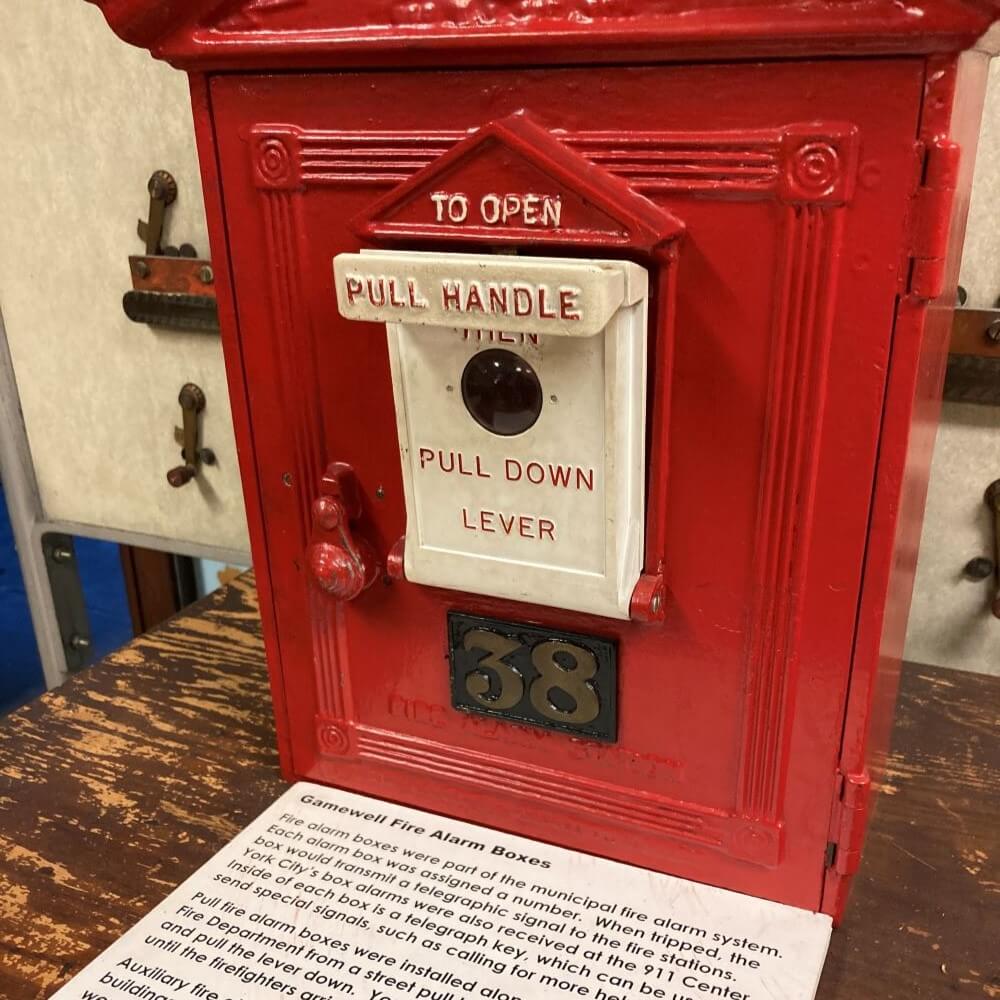 TO OPEN
PULL HANDLE
THEN
PULL DOWN
LEVER
38
Gamewell Fire Alarm Boxes
Fire alarm boxes were part of the municipal fire alarm system.
Each alarm box was assigned a number. When tripped, the
box would transmit a telegraphic signal to the fire stations.
York City's box alarms were also received at the 911 Center.
Inside of each box is a telegraph key, which can be
send special signals, such as calling for more
Pull fire alarm boxes were installed
Fire Department from a street pull
and pull the lever down.
until the firefighters
Auxiliary fire